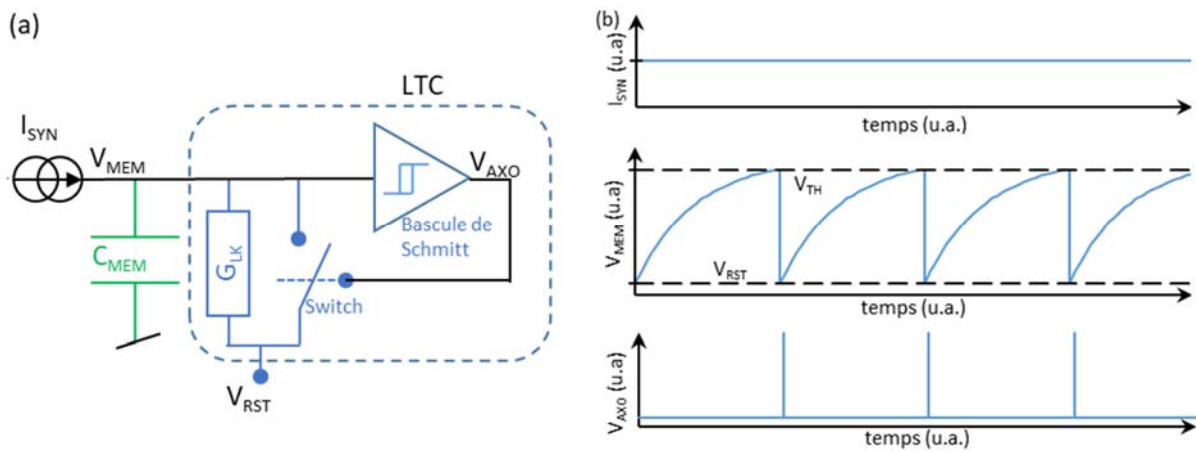 (a)
LTC
I_SYN
V_MEM
V_AXO
Bascule de
Schmitt
C_MEM
G_LK
Switch
V_RST
(b)
I_SYN (u.a)
temps (u.a.)
V_MEM (u.a)
V_TH
V_RST
temps (u.a.)
V_AXO (u.a)
temps (u.a.)